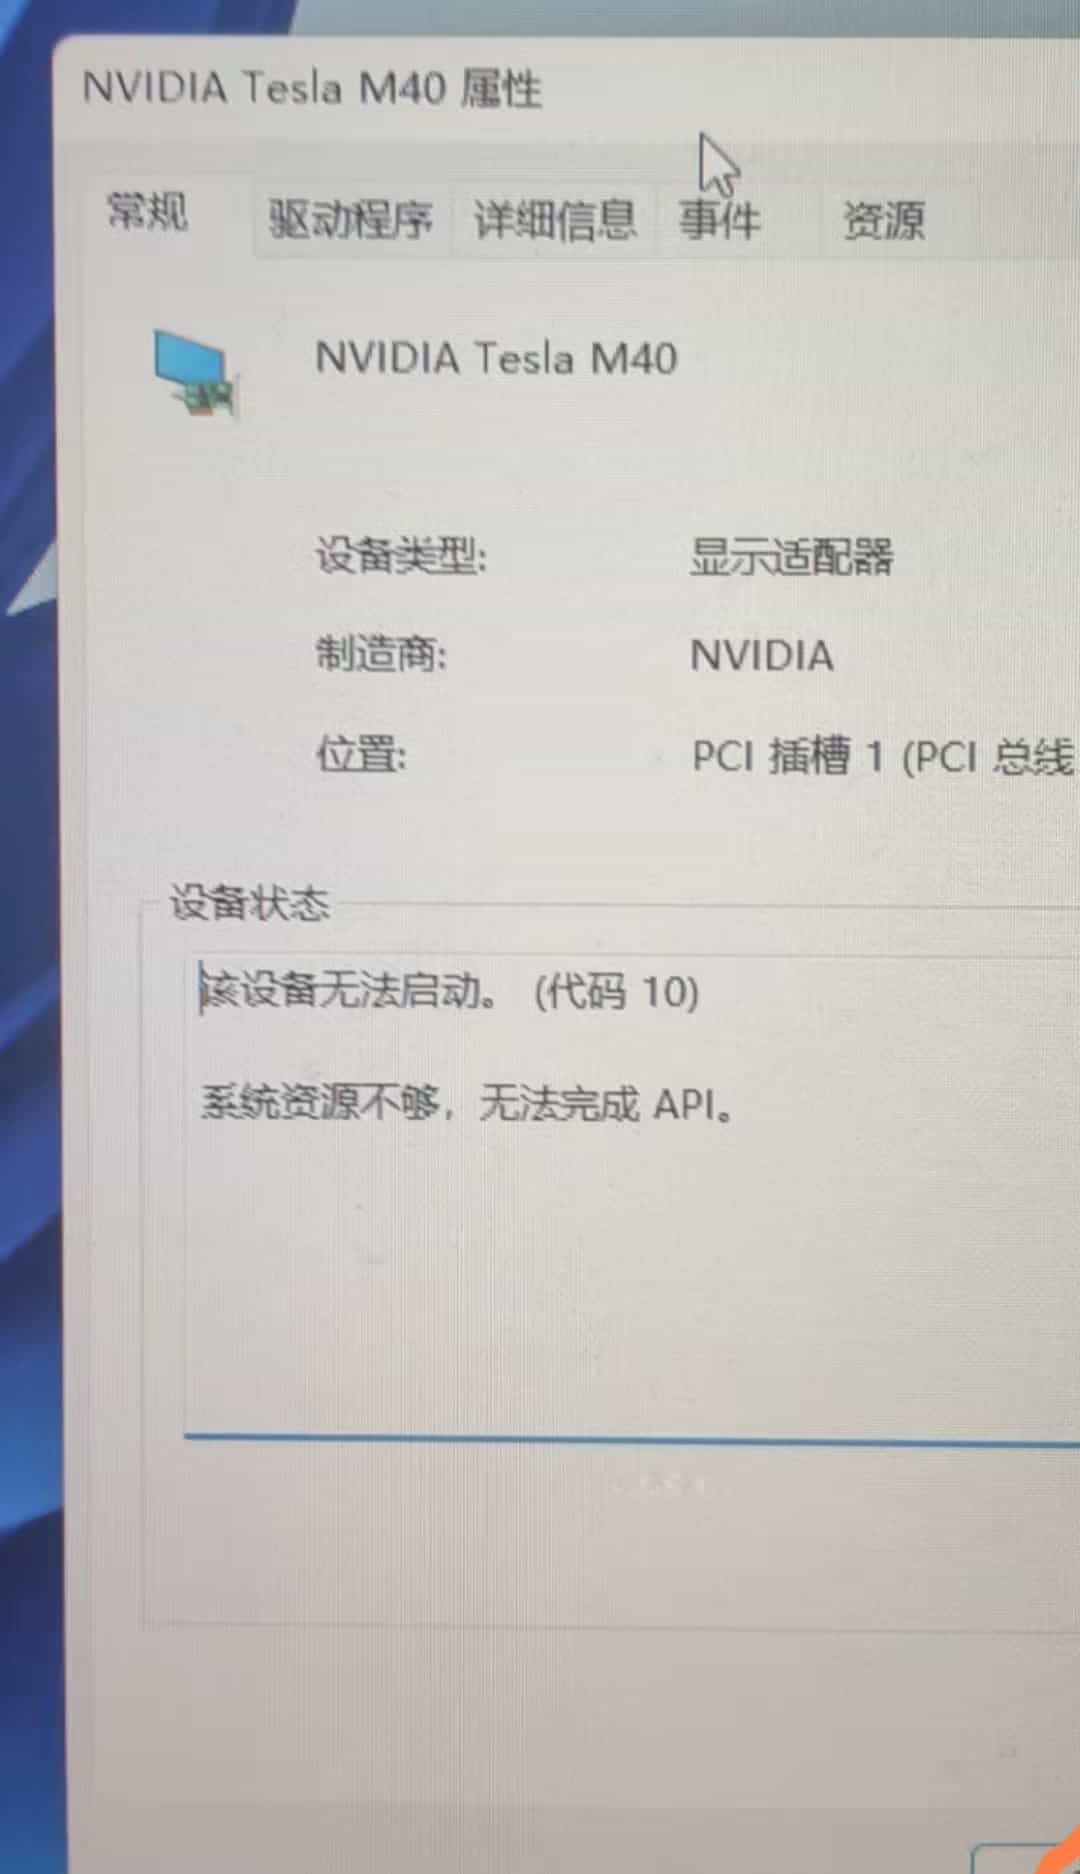 NVIDIA Tesla M40 属性
常规 驱动程序 详细信息 事件 资源
NVIDIA Tesla M40
设备类型: 显示适配器
制造商: NVIDIA
位置: PCI 插槽 1 (PCI 总线
设备状态
该设备无法启动。 (代码 10)
系统资源不够，无法完成 API。